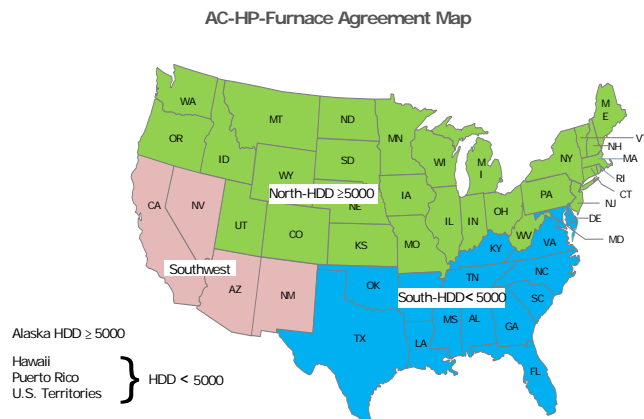 AC-HP-Furnace Agreement Map
WA
MT
ND
MN
ME
VT
NH
MA
OR
ID
SD
WI
MI
NY
RI
CT
WY
IA
PA
NJ
North-HDD ≥5000
NE
OH
DE
CA
NV
UT
CO
KS
MO
IL
IN
WV
VA
MD
KY
Southwest
AZ
NM
OK
TN
NC
South-HDD< 5000
SC
TX
LA
MS
AL
GA
FL
Alaska HDD ≥ 5000
Hawaii
Puerto Rico
U.S. Territories
HDD < 5000